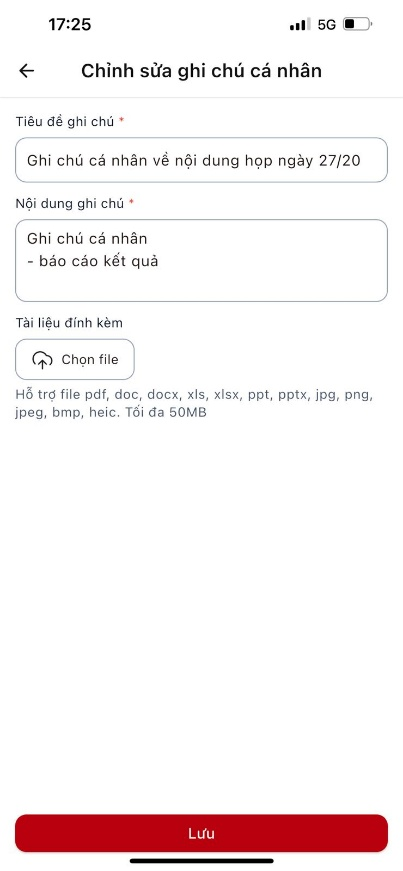 17:25
5G
Chỉnh sửa ghi chú cá nhân
Tiêu đề ghi chú *
Ghi chú cá nhân về nội dung họp ngày 27/20
Nội dung ghi chú *
Ghi chú cá nhân
- báo cáo kết quả
Tài liệu đính kèm
Chọn file
Hỗ trợ file pdf, doc, docx, xls, xlsx, ppt, pptx, jpg, png,
jpeg, bmp, heic. Tối đa 50MB
Lưu